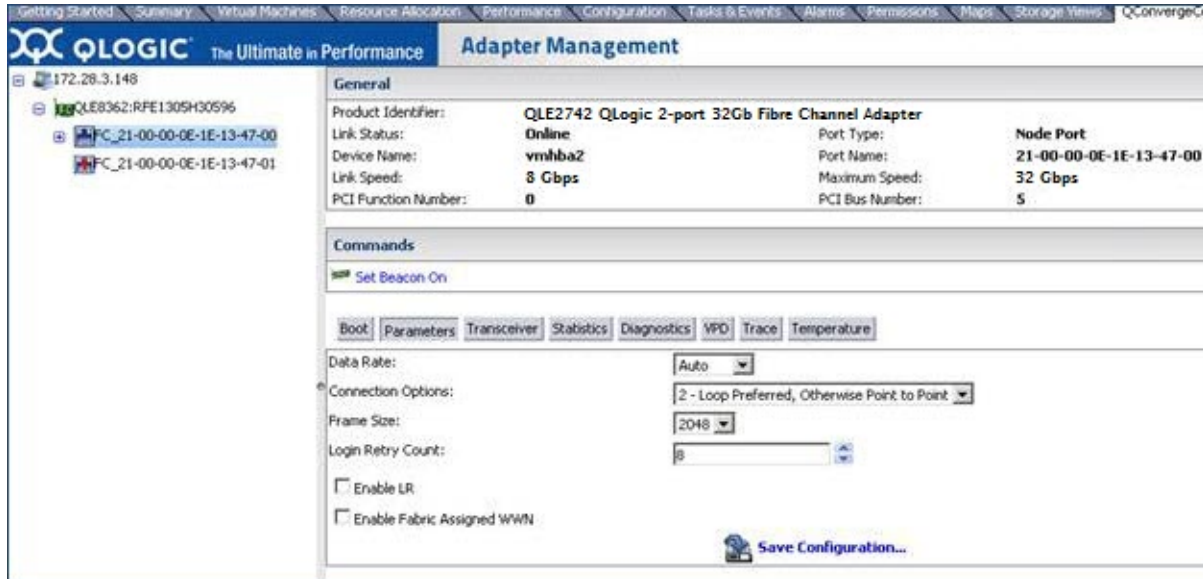 Getting Started Summary Virtual Machines Resource Allocation Performance Configuration Tasks & Events Alarms Permissions Maps Storage Views
QLOGIC The Ultimate in Performance Adapter Management
172.28.3.148
QLE8362:RFE1305H30596
FC_21-00-00-0E-1E-13-47-00
FC_21-00-00-0E-1E-13-47-01
General
Product Identifier: QLE2742 QLogic 2-port 32Gb Fibre Channel Adapter
Link Status: Online Port Type: Node Port
Device Name: vmhba2 Port Name: 21-00-00-0E-1E-13-47-00
Link Speed: 8 Gbps Maximum Speed: 32 Gbps
PCI Function Number: 0 PCI Bus Number: 5
Commands
Set Beacon On
Boot Parameters Transceiver Statistics Diagnostics VPD Trace Temperature
Data Rate: Auto
Connection Options: 2 - Loop Preferred, Otherwise Point to Point
Frame Size: 2048
Login Retry Count: 8
Enable LR
Enable Fabric Assigned WWN
Save Configuration...